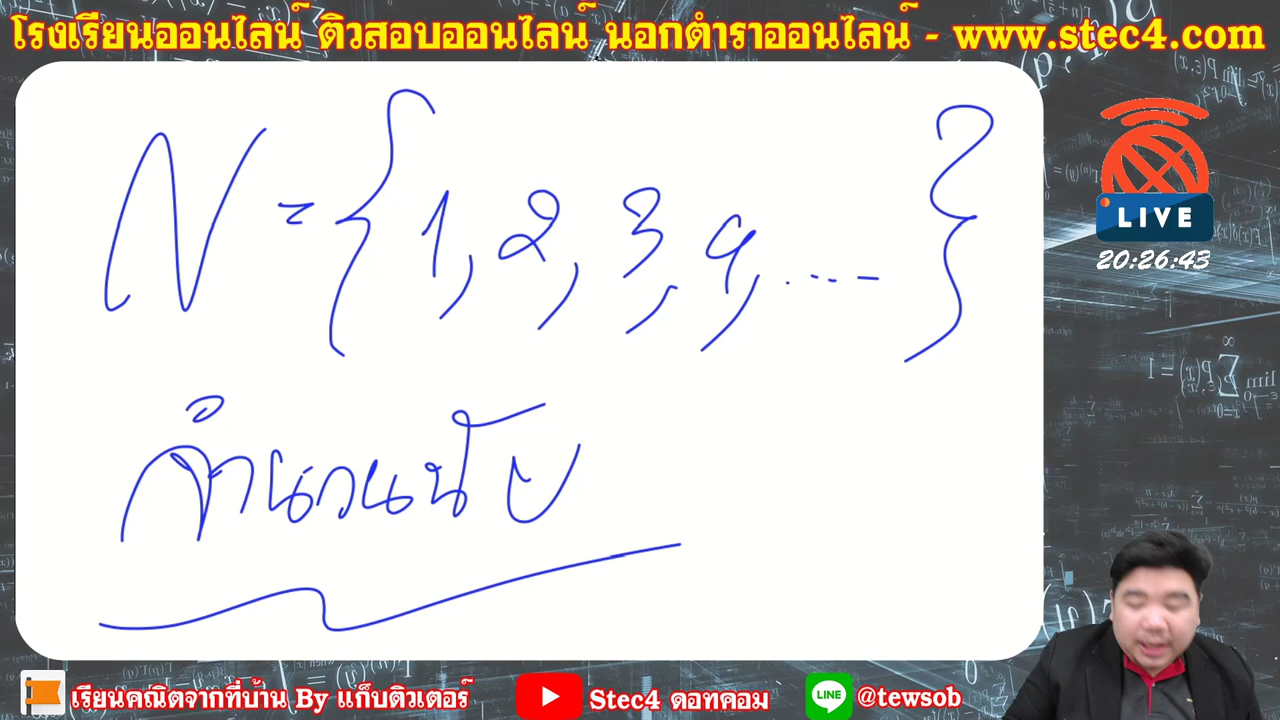 โรงเรียนออนไลน์ ติวสอบออนไลน์ นอกตำราออนไลน์ - www.stec4.com
N = {1, 2, 3, 4, ...}
LIVE
20:26:43
จำนวนนับ
เรียนคณิตจากที่บ้าน By แก็บติวเตอร์
Stec4 ดอทคอม
LINE
@tewsob